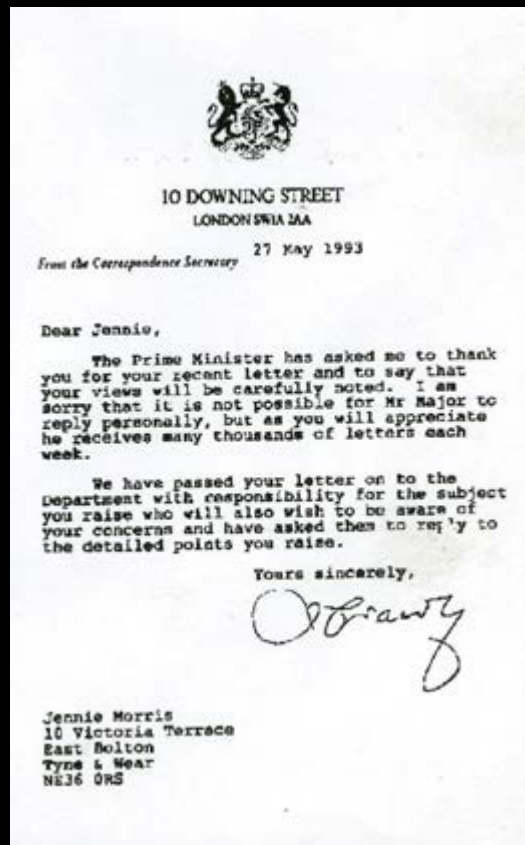 10 DOWNING STREET
LONDON SW1A 2AA
27 May 1993
From the Correspondence Secretary
Dear Jennie,
The Prime Minister has asked me to thank
you for your recent letter and to say that
your views will be carefully noted. I am
sorry that it is not possible for Mr Major to
reply personally, but as you will appreciate
he receives many thousands of letters each
week.
We have passed your letter on to the
Department with responsibility for the subject
you raise who will also wish to be aware of
your concerns and have asked them to reply to
the detailed points you raise.
Yours sincerely,
Jennie Morris
10 Victoria Terrace
East Bolton
Tyne & Wear
NE36 0RS